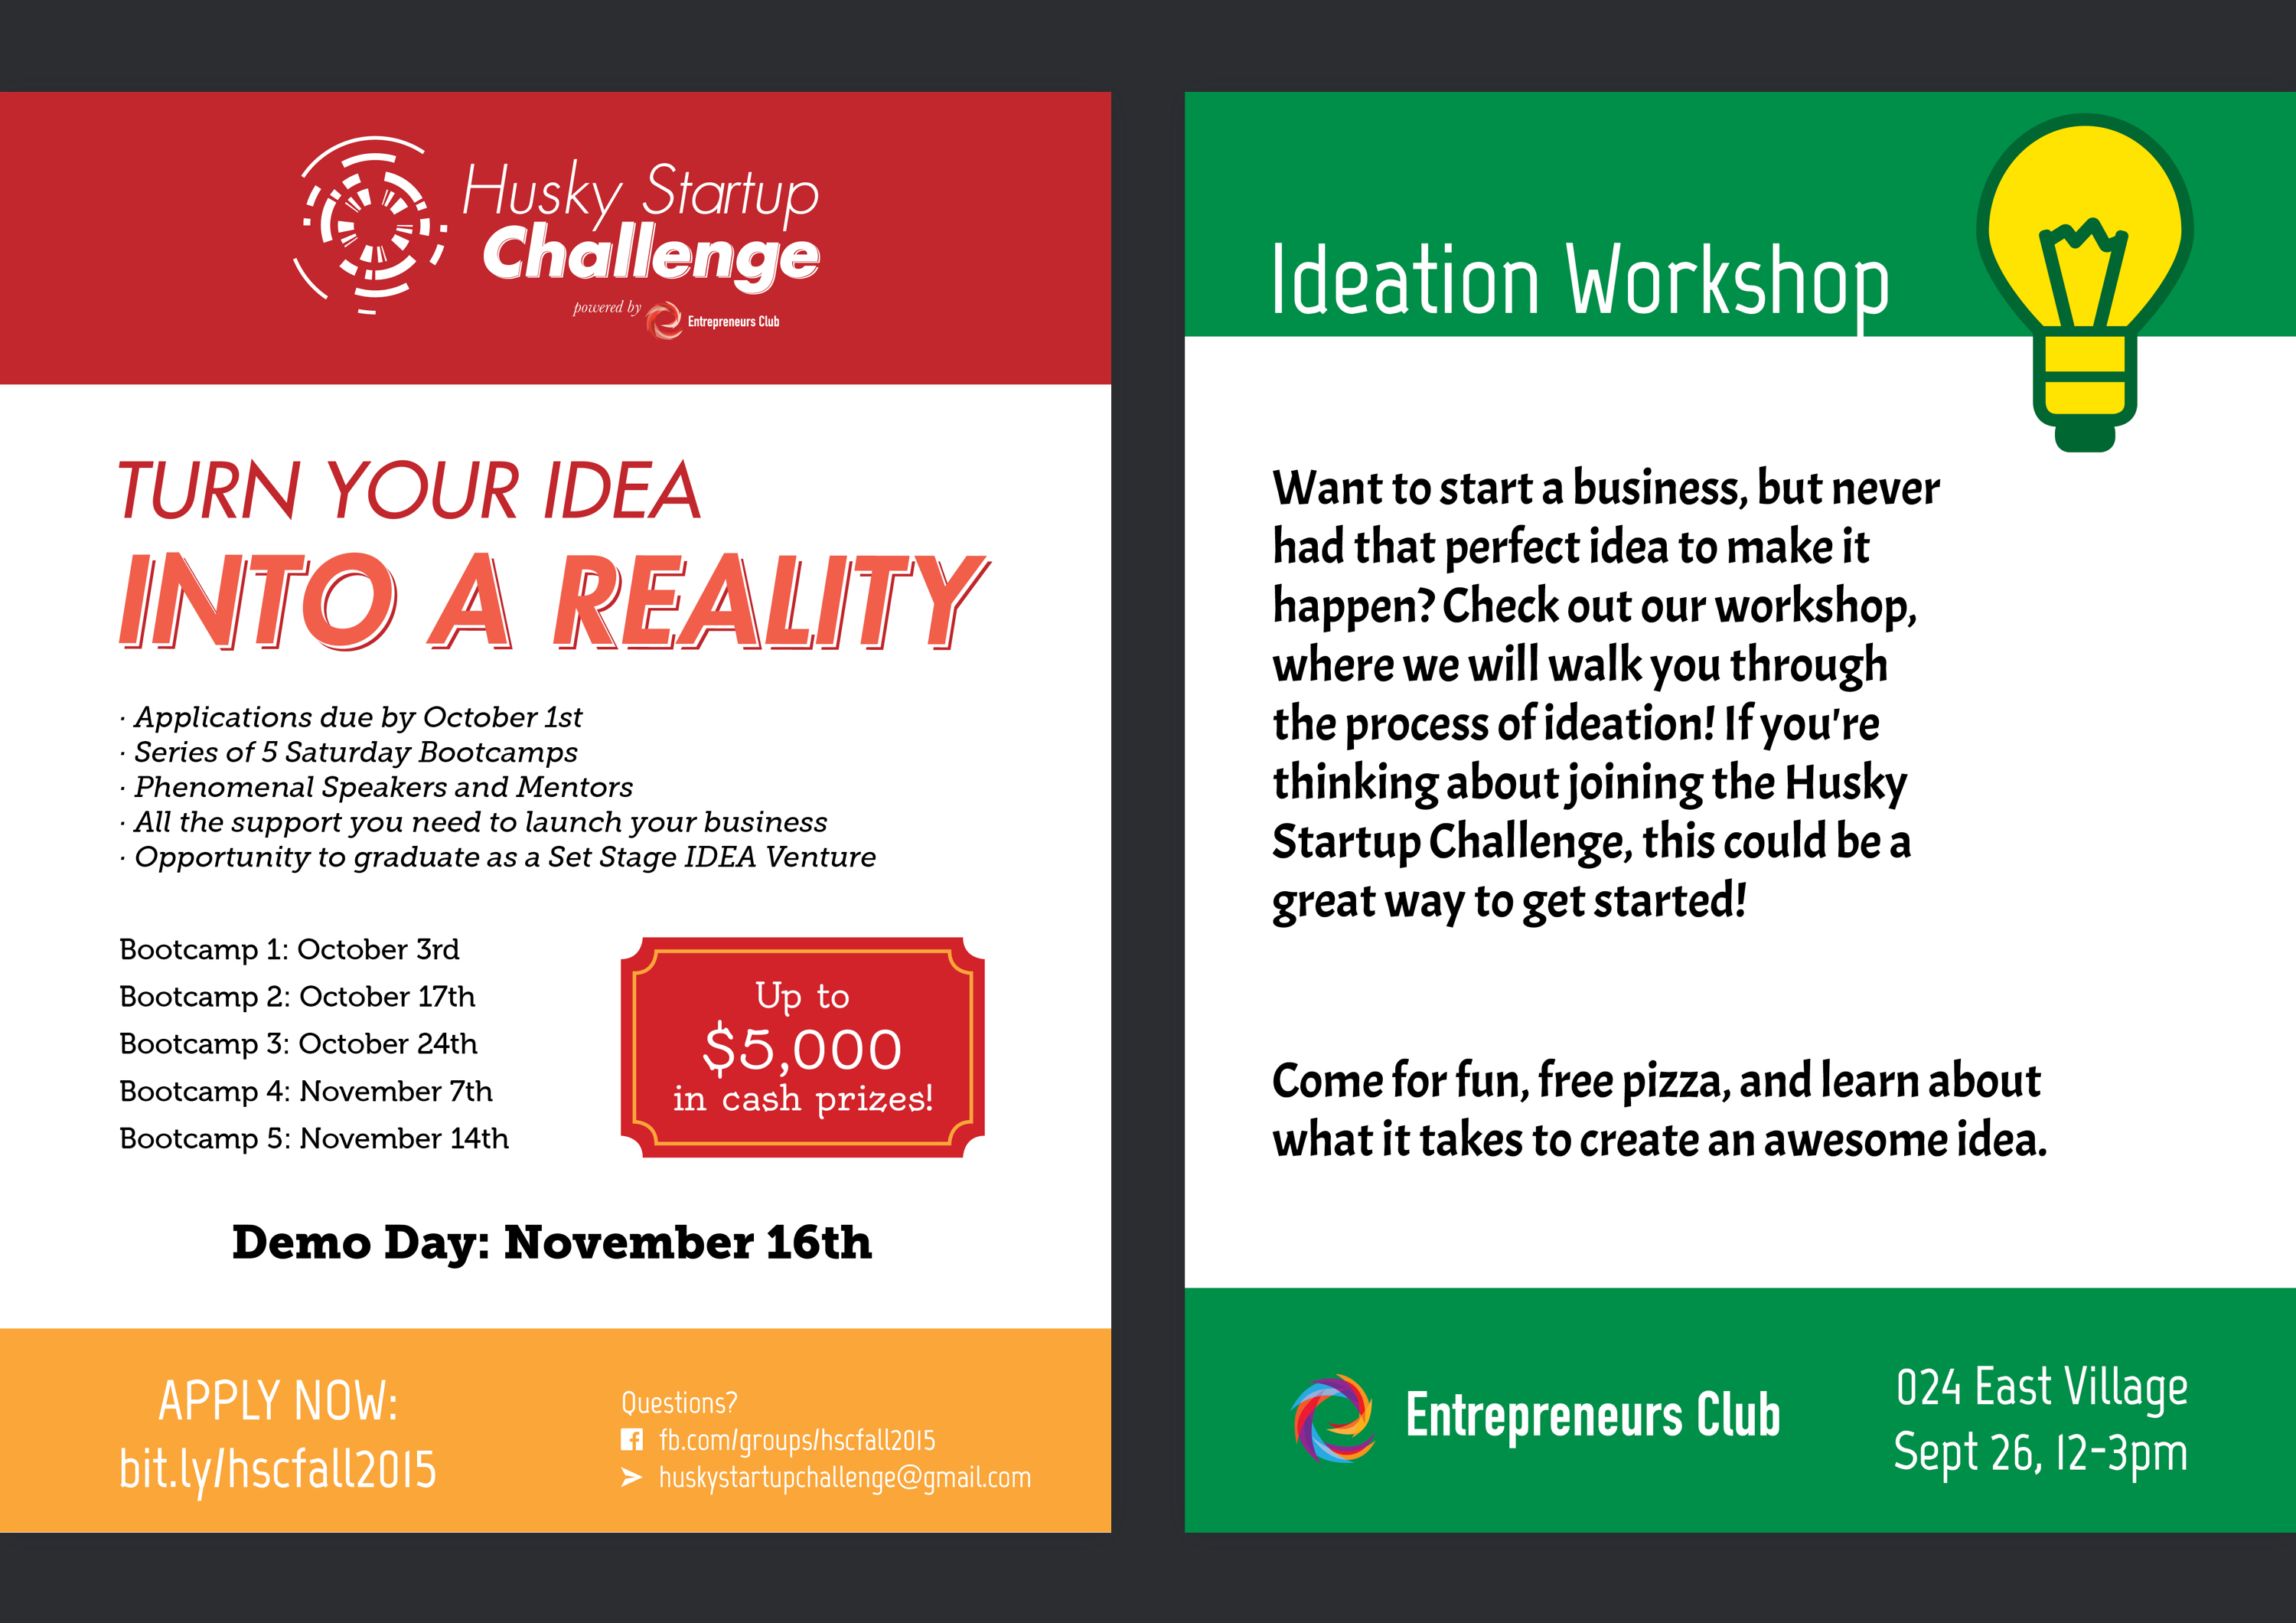 Husky Startup
Challenge
powered by Entrepreneurs Club
TURN YOUR IDEA
INTO A REALITY
· Applications due by October 1st
· Series of 5 Saturday Bootcamps
· Phenomenal Speakers and Mentors
· All the support you need to launch your business
· Opportunity to graduate as a Set Stage IDEA Venture
Bootcamp 1: October 3rd
Bootcamp 2: October 17th
Bootcamp 3: October 24th
Bootcamp 4: November 7th
Bootcamp 5: November 14th
Up to
$5,000
in cash prizes!
Demo Day: November 16th
APPLY NOW:
bit.ly/hscfall2015
Questions?
fb.com/groups/hscfall2015
huskystartupchallenge@gmail.com
Ideation Workshop
Want to start a business, but never
had that perfect idea to make it
happen? Check out our workshop,
where we will walk you through
the process of ideation! If you're
thinking about joining the Husky
Startup Challenge, this could be a
great way to get started!
Come for fun, free pizza, and learn about
what it takes to create an awesome idea.
Entrepreneurs Club
024 East Village
Sept 26, 12-3pm